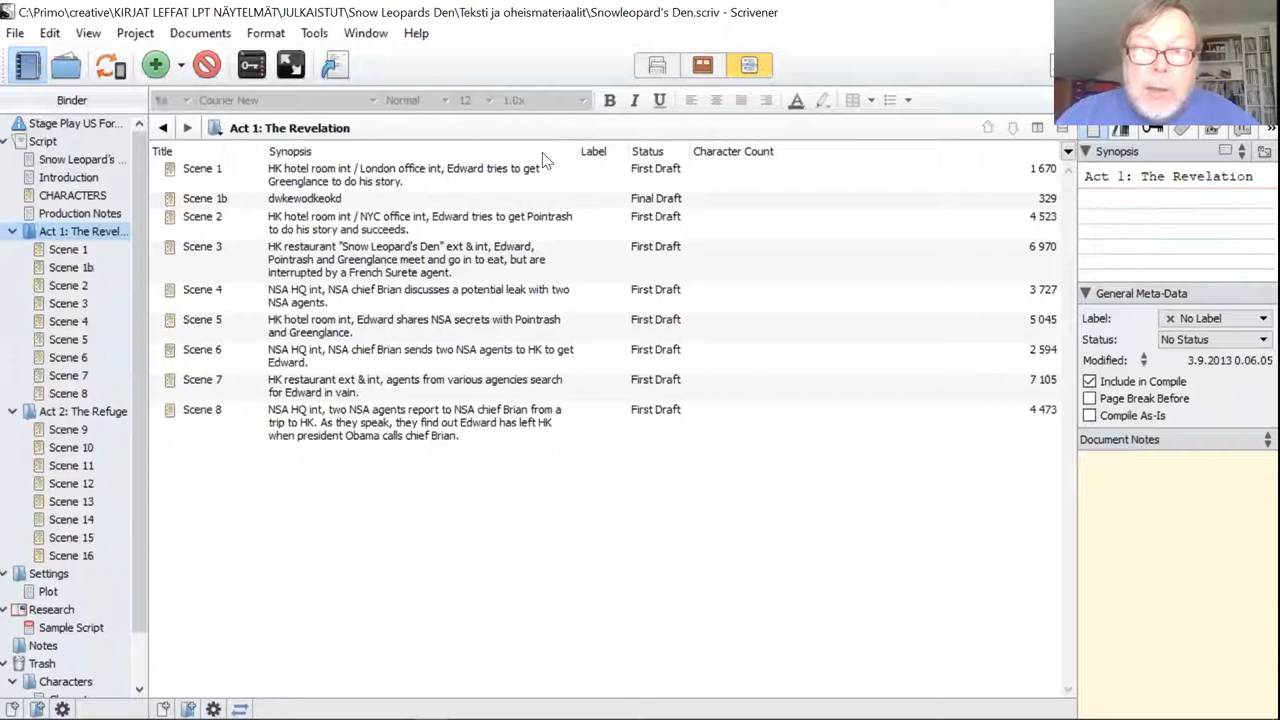 C:\Primo\creative\KIRJAT LEFFAT LPT NÄYTELMÄT\JULKAISTUT\Snow Leopards Den\Teksti ja oheismateriaalit\Snowleopard's Den.scriv - Scrivener
File Edit View Project Documents Format Tools Window Help
Binder
Courier New Normal 12 1.0x B I U A
Stage Play US For...
Script
Snow Leopard's ...
Introduction
CHARACTERS
Production Notes
Act 1: The Revel...
Scene 1
Scene 1b
Scene 2
Scene 3
Scene 4
Scene 5
Scene 6
Scene 7
Scene 8
Act 2: The Refuge
Scene 9
Scene 10
Scene 11
Scene 12
Scene 13
Scene 14
Scene 15
Scene 16
Settings
Plot
Research
Sample Script
Notes
Trash
Characters
Act 1: The Revelation
Title Synopsis Label Status Character Count
Scene 1 HK hotel room int / London office int, Edward tries to get First Draft 1 670
Greenglance to do his story.
Scene 1b dwkewodkeokd Final Draft 329
Scene 2 HK hotel room int / NYC office int, Edward tries to get Pointrash First Draft 4 523
to do his story and succeeds.
Scene 3 HK restaurant "Snow Leopard's Den" ext & int, Edward, First Draft 6 970
Pointrash and Greenglance meet and go in to eat, but are
interrupted by a French Surete agent.
Scene 4 NSA HQ int, NSA chief Brian discusses a potential leak with two First Draft 3 727
NSA agents.
Scene 5 HK hotel room int, Edward shares NSA secrets with Pointrash First Draft 5 045
and Greenglance.
Scene 6 NSA HQ int, NSA chief Brian sends two NSA agents to HK to get First Draft 2 594
Edward.
Scene 7 HK restaurant ext & int, agents from various agencies search First Draft 7 105
for Edward in vain.
Scene 8 NSA HQ int, two NSA agents report to NSA chief Brian from a First Draft 4 473
trip to HK. As they speak, they find out Edward has left HK
when president Obama calls chief Brian.
Synopsis
Act 1: The Revelation
General Meta-Data
Label: No Label
Status: No Status
Modified: 3.9.2013 0.06.05
Include in Compile
Page Break Before
Compile As-Is
Document Notes